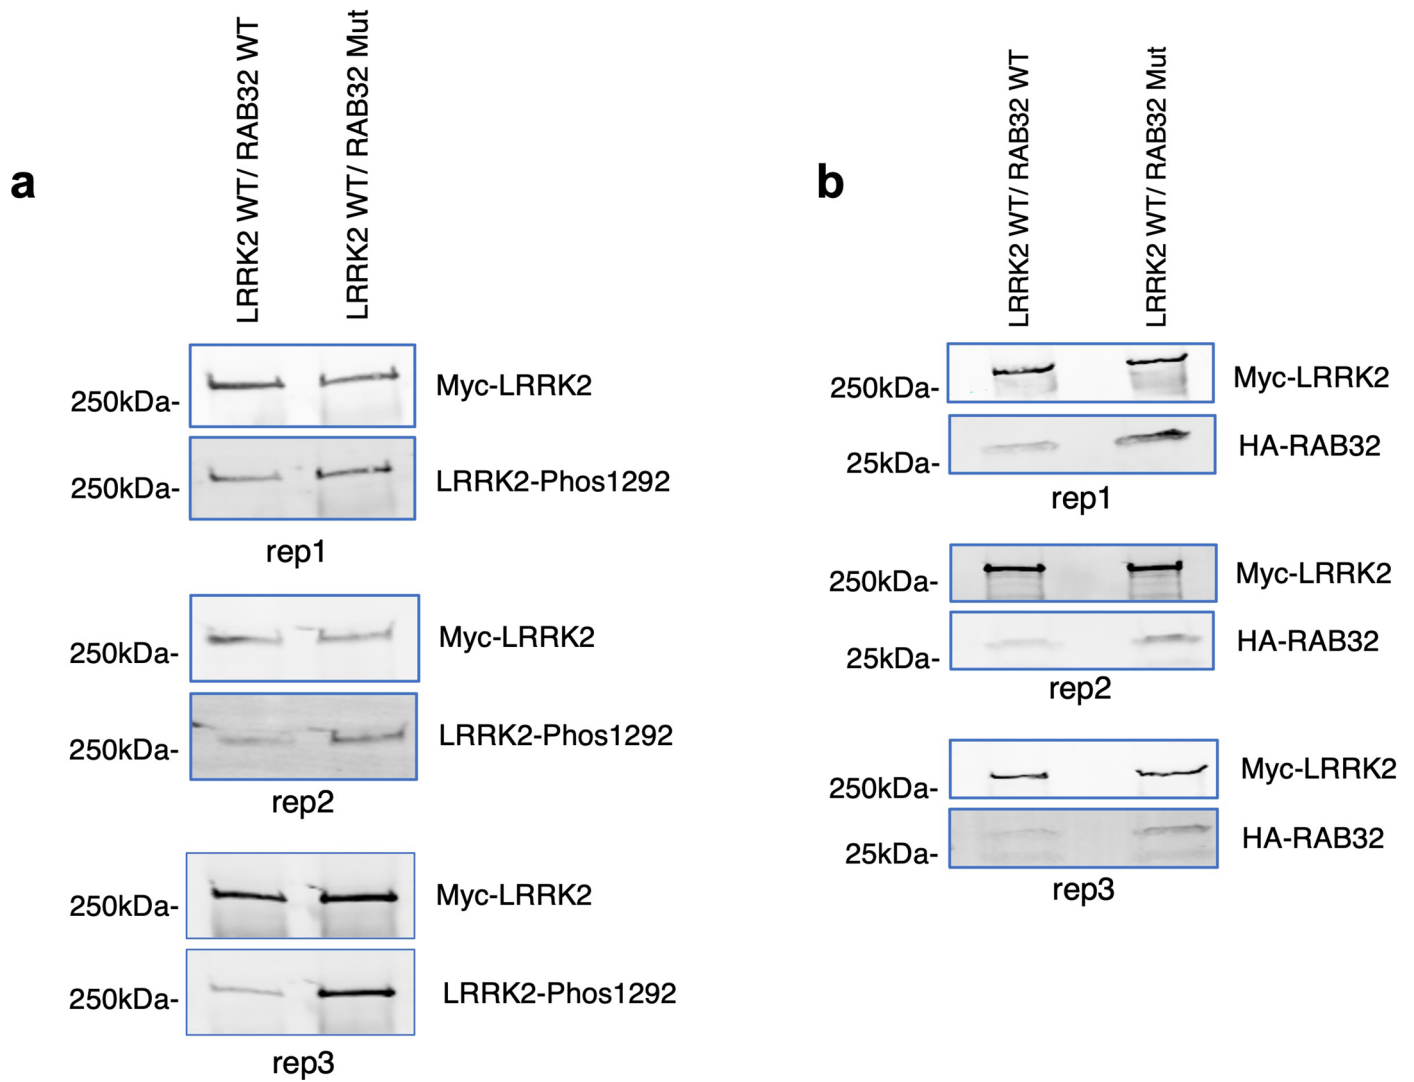 a
LRRK2 WT/ RAB32 WT
LRRK2 WT/ RAB32 Mut
250kDa-
Myc-LRRK2
250kDa-
LRRK2-Phos1292
rep1
250kDa-
Myc-LRRK2
250kDa-
LRRK2-Phos1292
rep2
250kDa-
Myc-LRRK2
250kDa-
LRRK2-Phos1292
rep3
b
LRRK2 WT/ RAB32 WT
LRRK2 WT/ RAB32 Mut
250kDa-
Myc-LRRK2
25kDa-
HA-RAB32
rep1
250kDa-
Myc-LRRK2
25kDa-
HA-RAB32
rep2
250kDa-
Myc-LRRK2
25kDa-
HA-RAB32
rep3